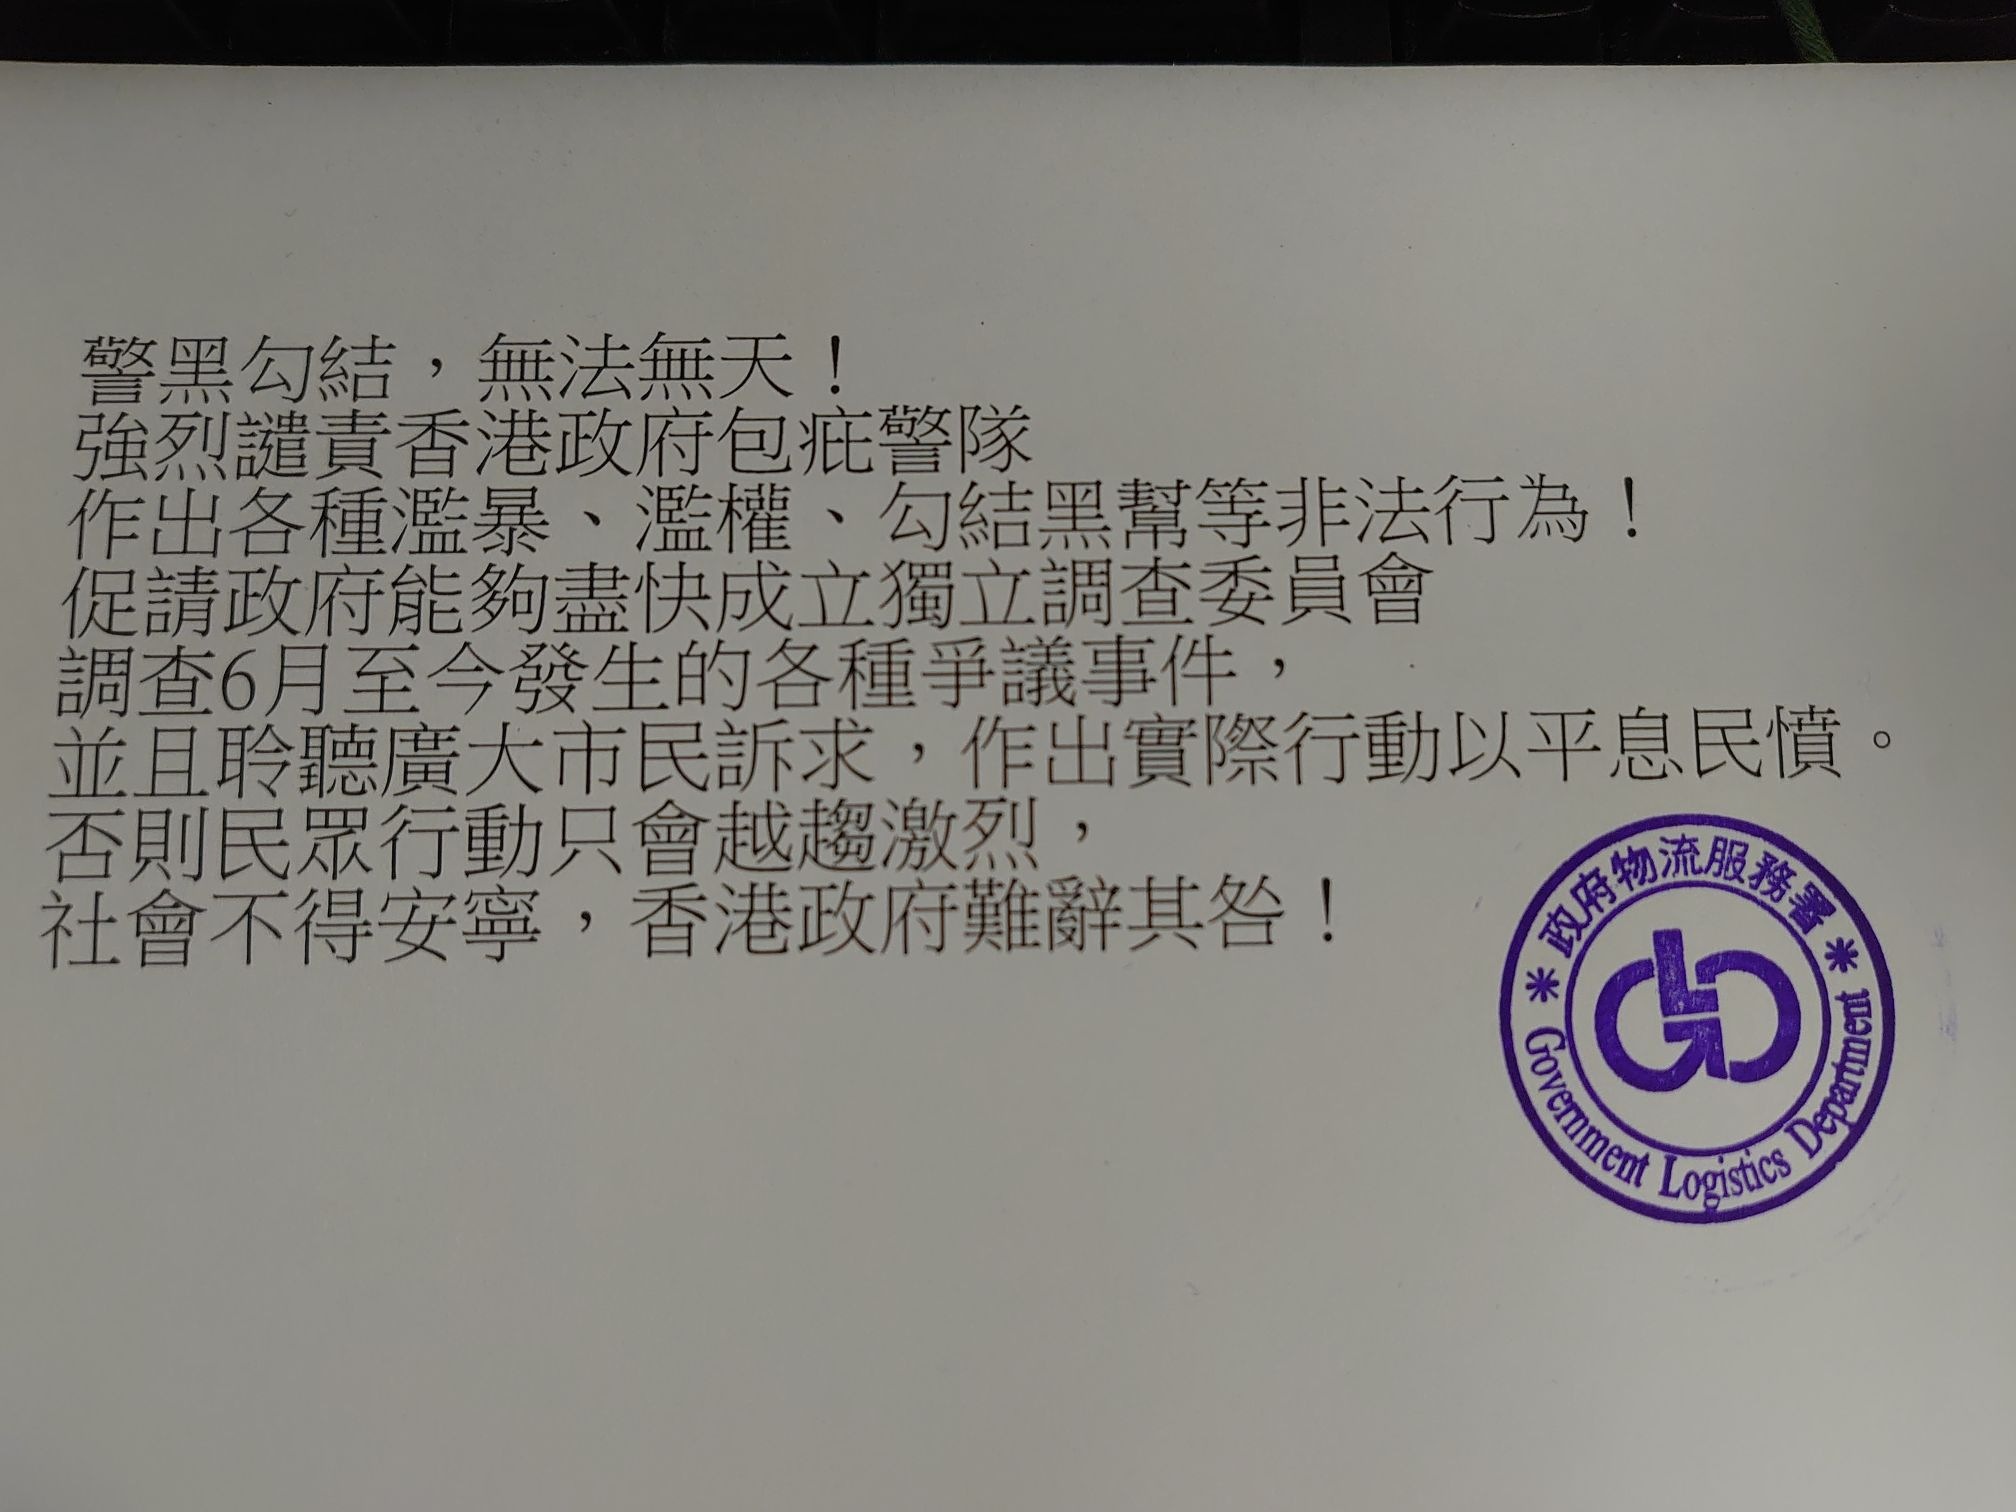 警黑勾結，無法無天！
強烈譴責香港政府包庇警隊
作出各種濫暴、濫權、勾結黑幫等非法行為！
促請政府能夠盡快成立獨立調查委員會
調查6月至今發生的各種爭議事件，
並且聆聽廣大市民訴求，作出實際行動以平息民憤。
否則民眾行動只會越趨激烈，
社會不得安寧，香港政府難辭其咎！
＊政府物流服務署＊
GLD
Government Logistics Department